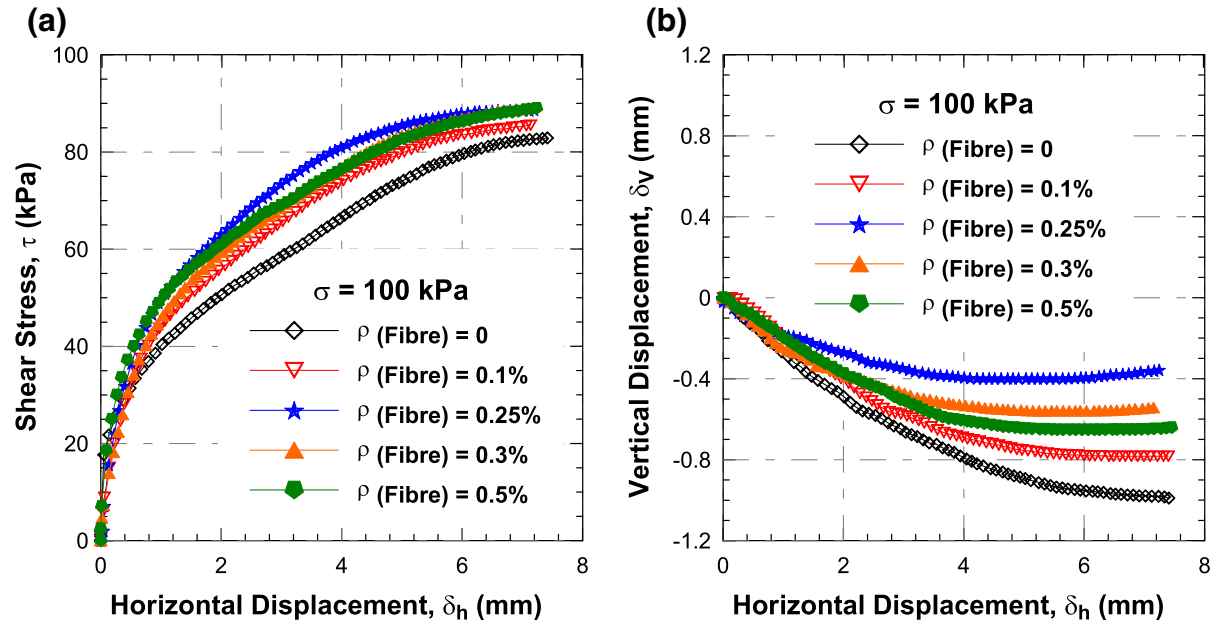 (a)
100
80
60
40
20
0
Shear Stress, τ (kPa)
σ = 100 kPa
ρ (Fibre) = 0
ρ (Fibre) = 0.1%
ρ (Fibre) = 0.25%
ρ (Fibre) = 0.3%
ρ (Fibre) = 0.5%
0 2 4 6 8
Horizontal Displacement, δh (mm)
(b)
1.2
0.8
0.4
0
-0.4
-0.8
-1.2
Vertical Displacement, δv (mm)
σ = 100 kPa
ρ (Fibre) = 0
ρ (Fibre) = 0.1%
ρ (Fibre) = 0.25%
ρ (Fibre) = 0.3%
ρ (Fibre) = 0.5%
0 2 4 6 8
Horizontal Displacement, δh (mm)